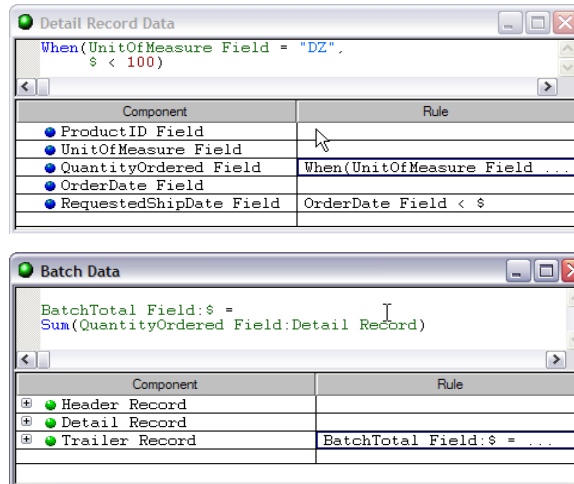 Detail Record Data
When(UnitOfMeasure Field = "DZ",
$ < 100)
Component Rule
ProductID Field
UnitOfMeasure Field
QuantityOrdered Field When(UnitOfMeasure Field ...
OrderDate Field
RequestedShipDate Field OrderDate Field < $
Batch Data
BatchTotal Field:$ =
Sum(QuantityOrdered Field:Detail Record)
Component Rule
Header Record
Detail Record
Trailer Record BatchTotal Field:$ = ...